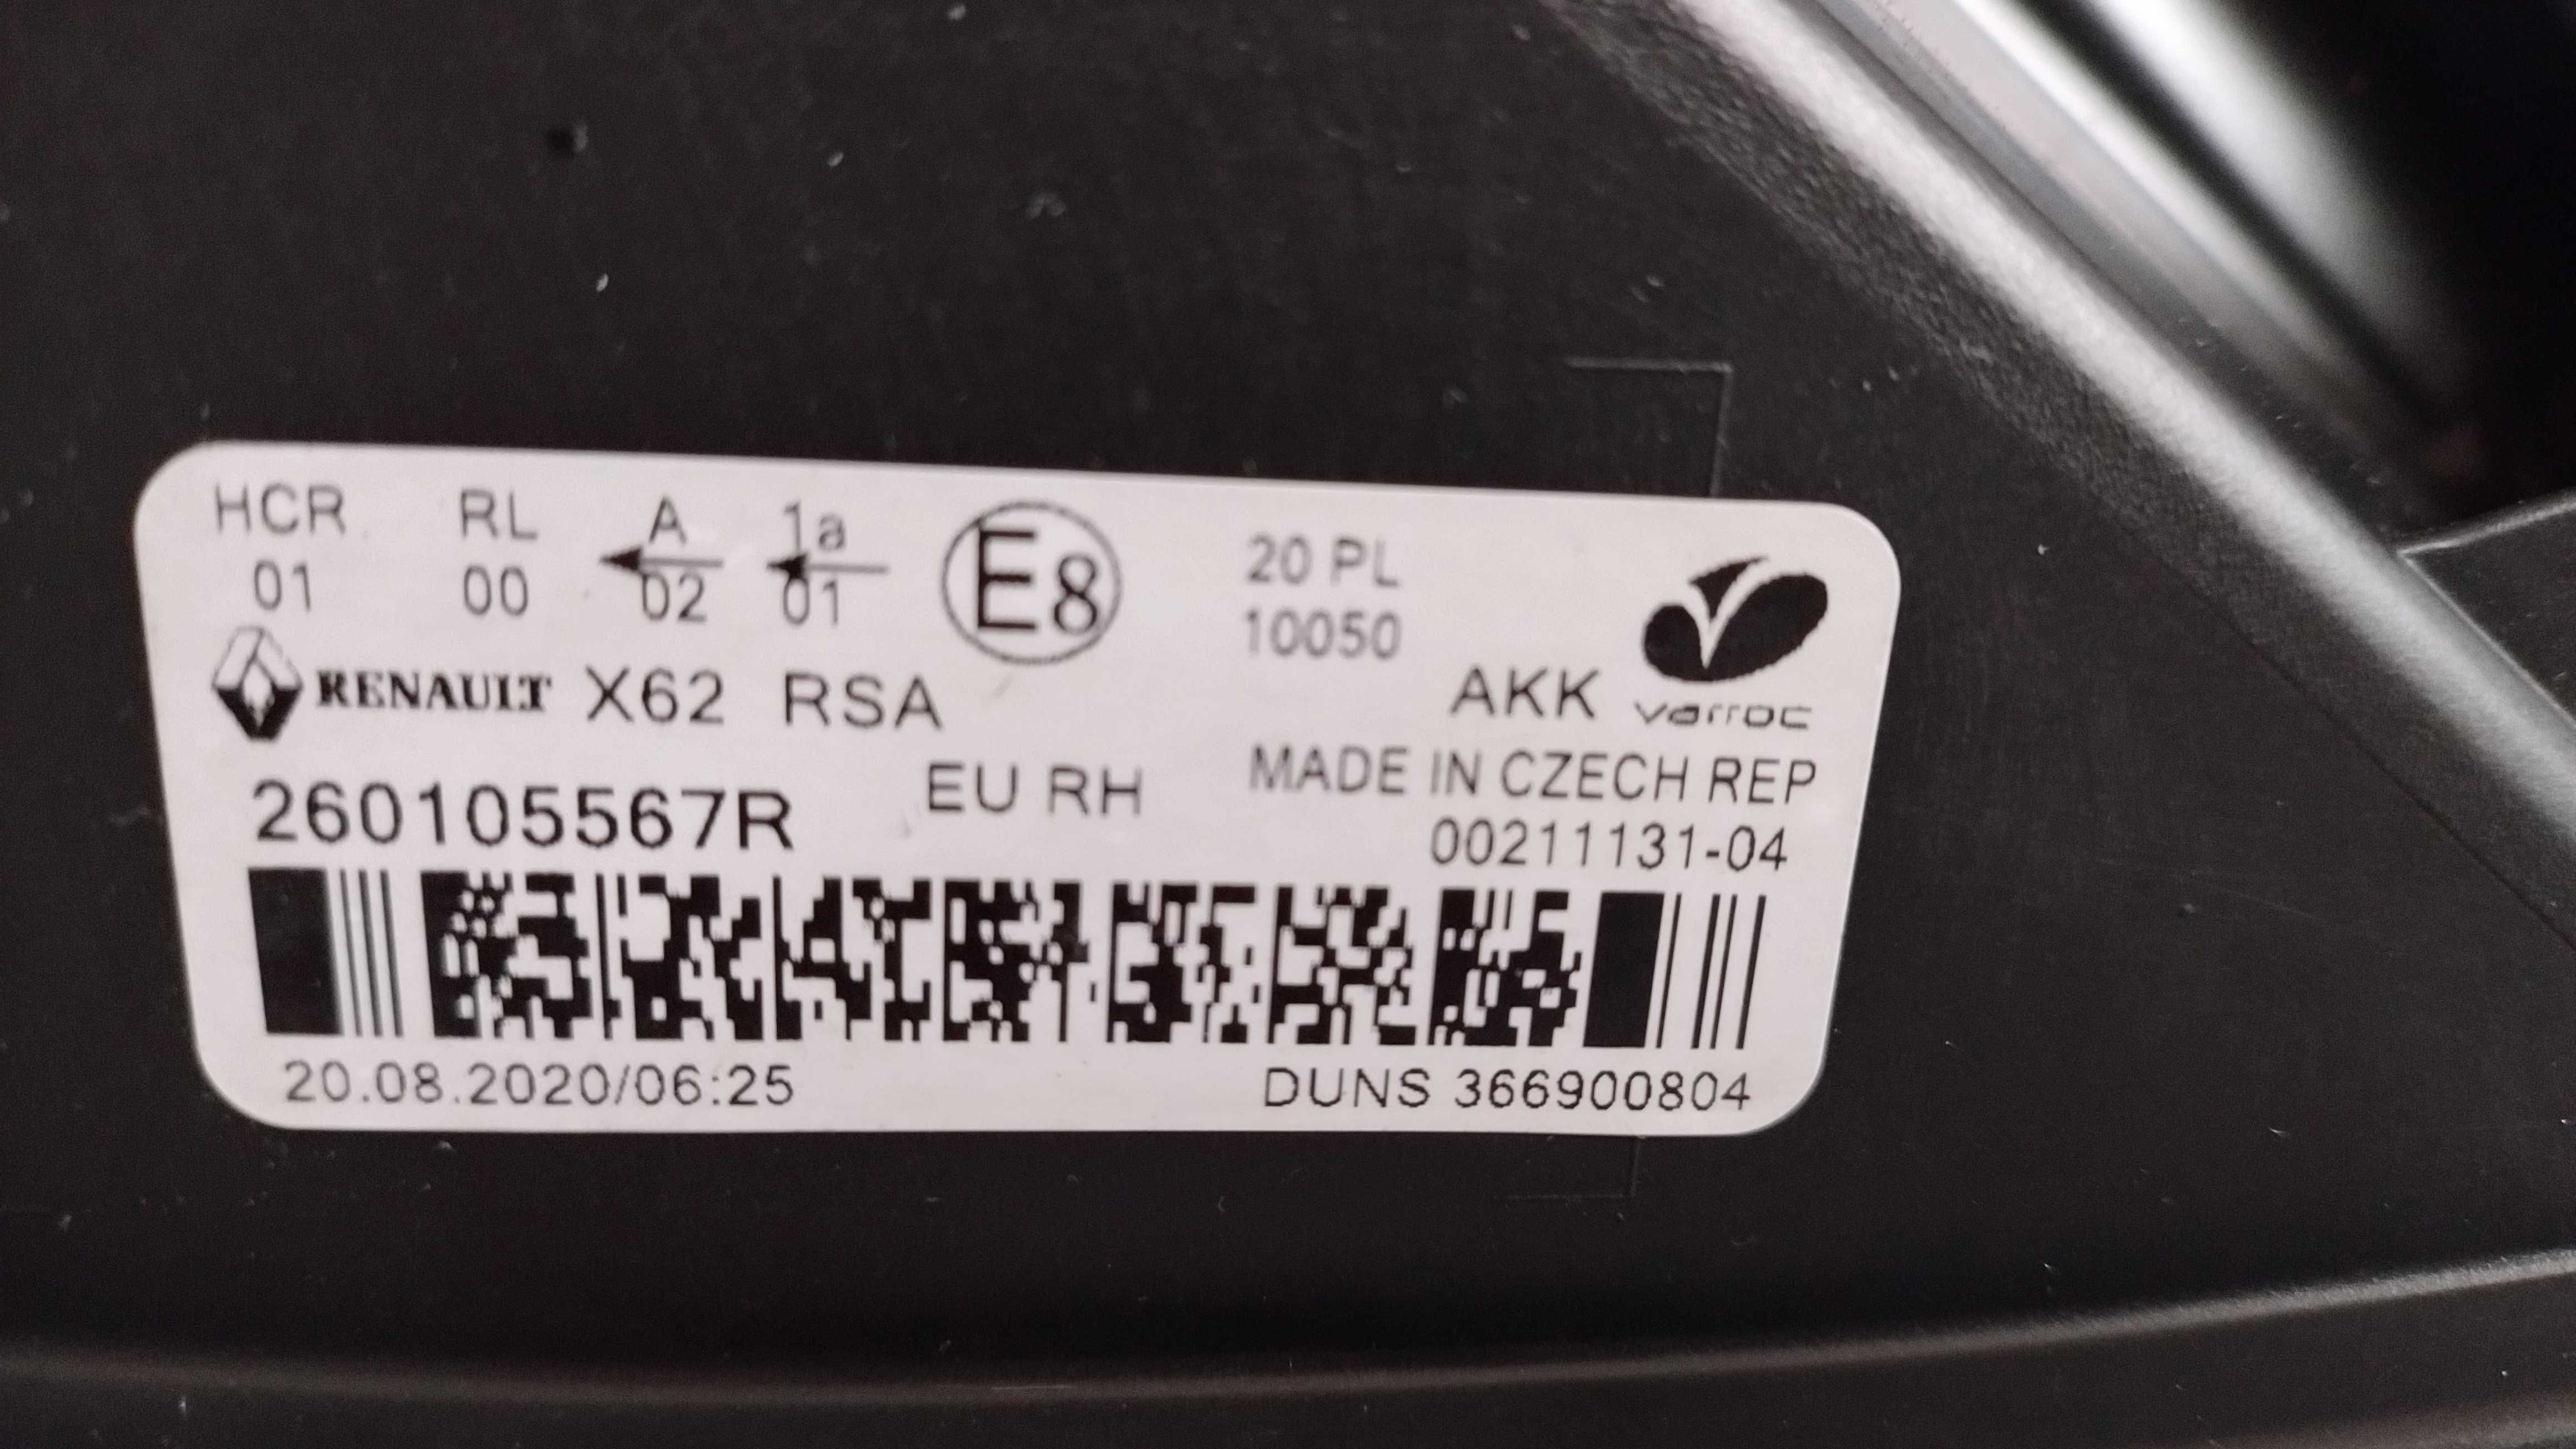 HCR RL A 1a
01 00 02 01 E8
20 PL
10050
RENAULT X62 RSA
AKK varroc
260105567R EU RH
MADE IN CZECH REP
00211131-04
20.08.2020/06:25 DUNS 366900804